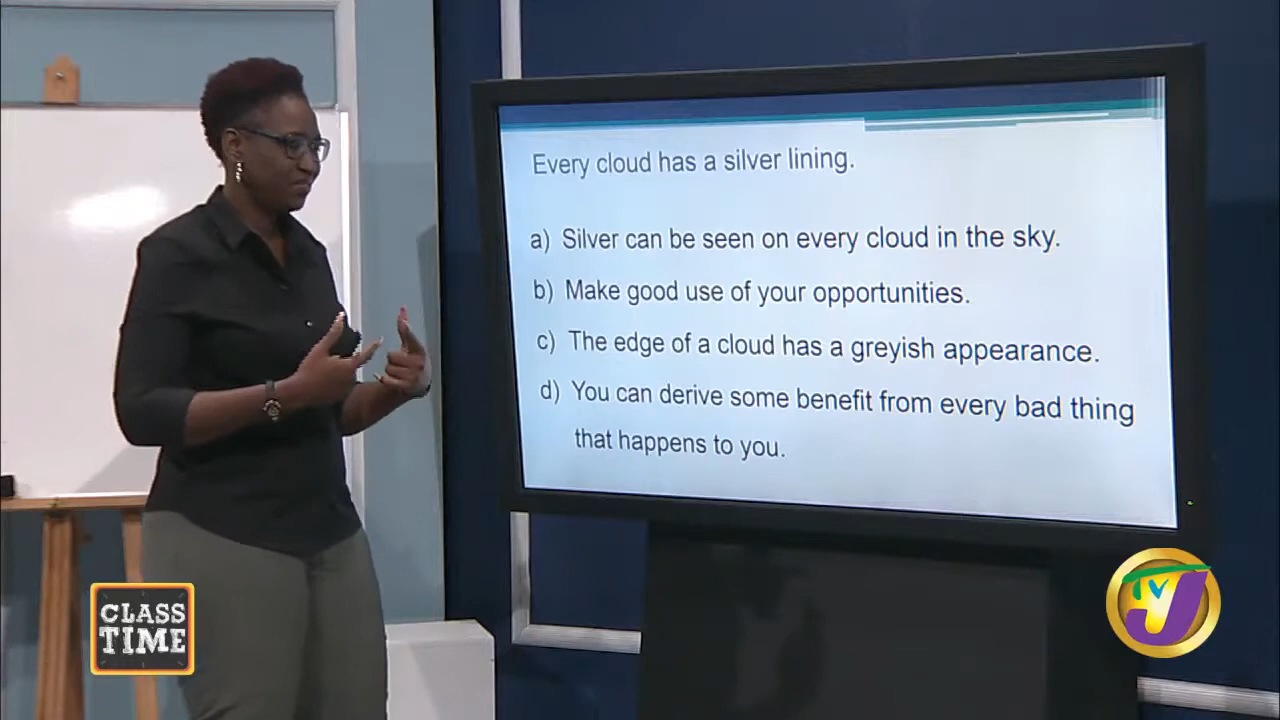 Every cloud has a silver lining.
a) Silver can be seen on every cloud in the sky.
b) Make good use of your opportunities.
c) The edge of a cloud has a greyish appearance.
d) You can derive some benefit from every bad thing
that happens to you.
CLASS
TIME
TVJ